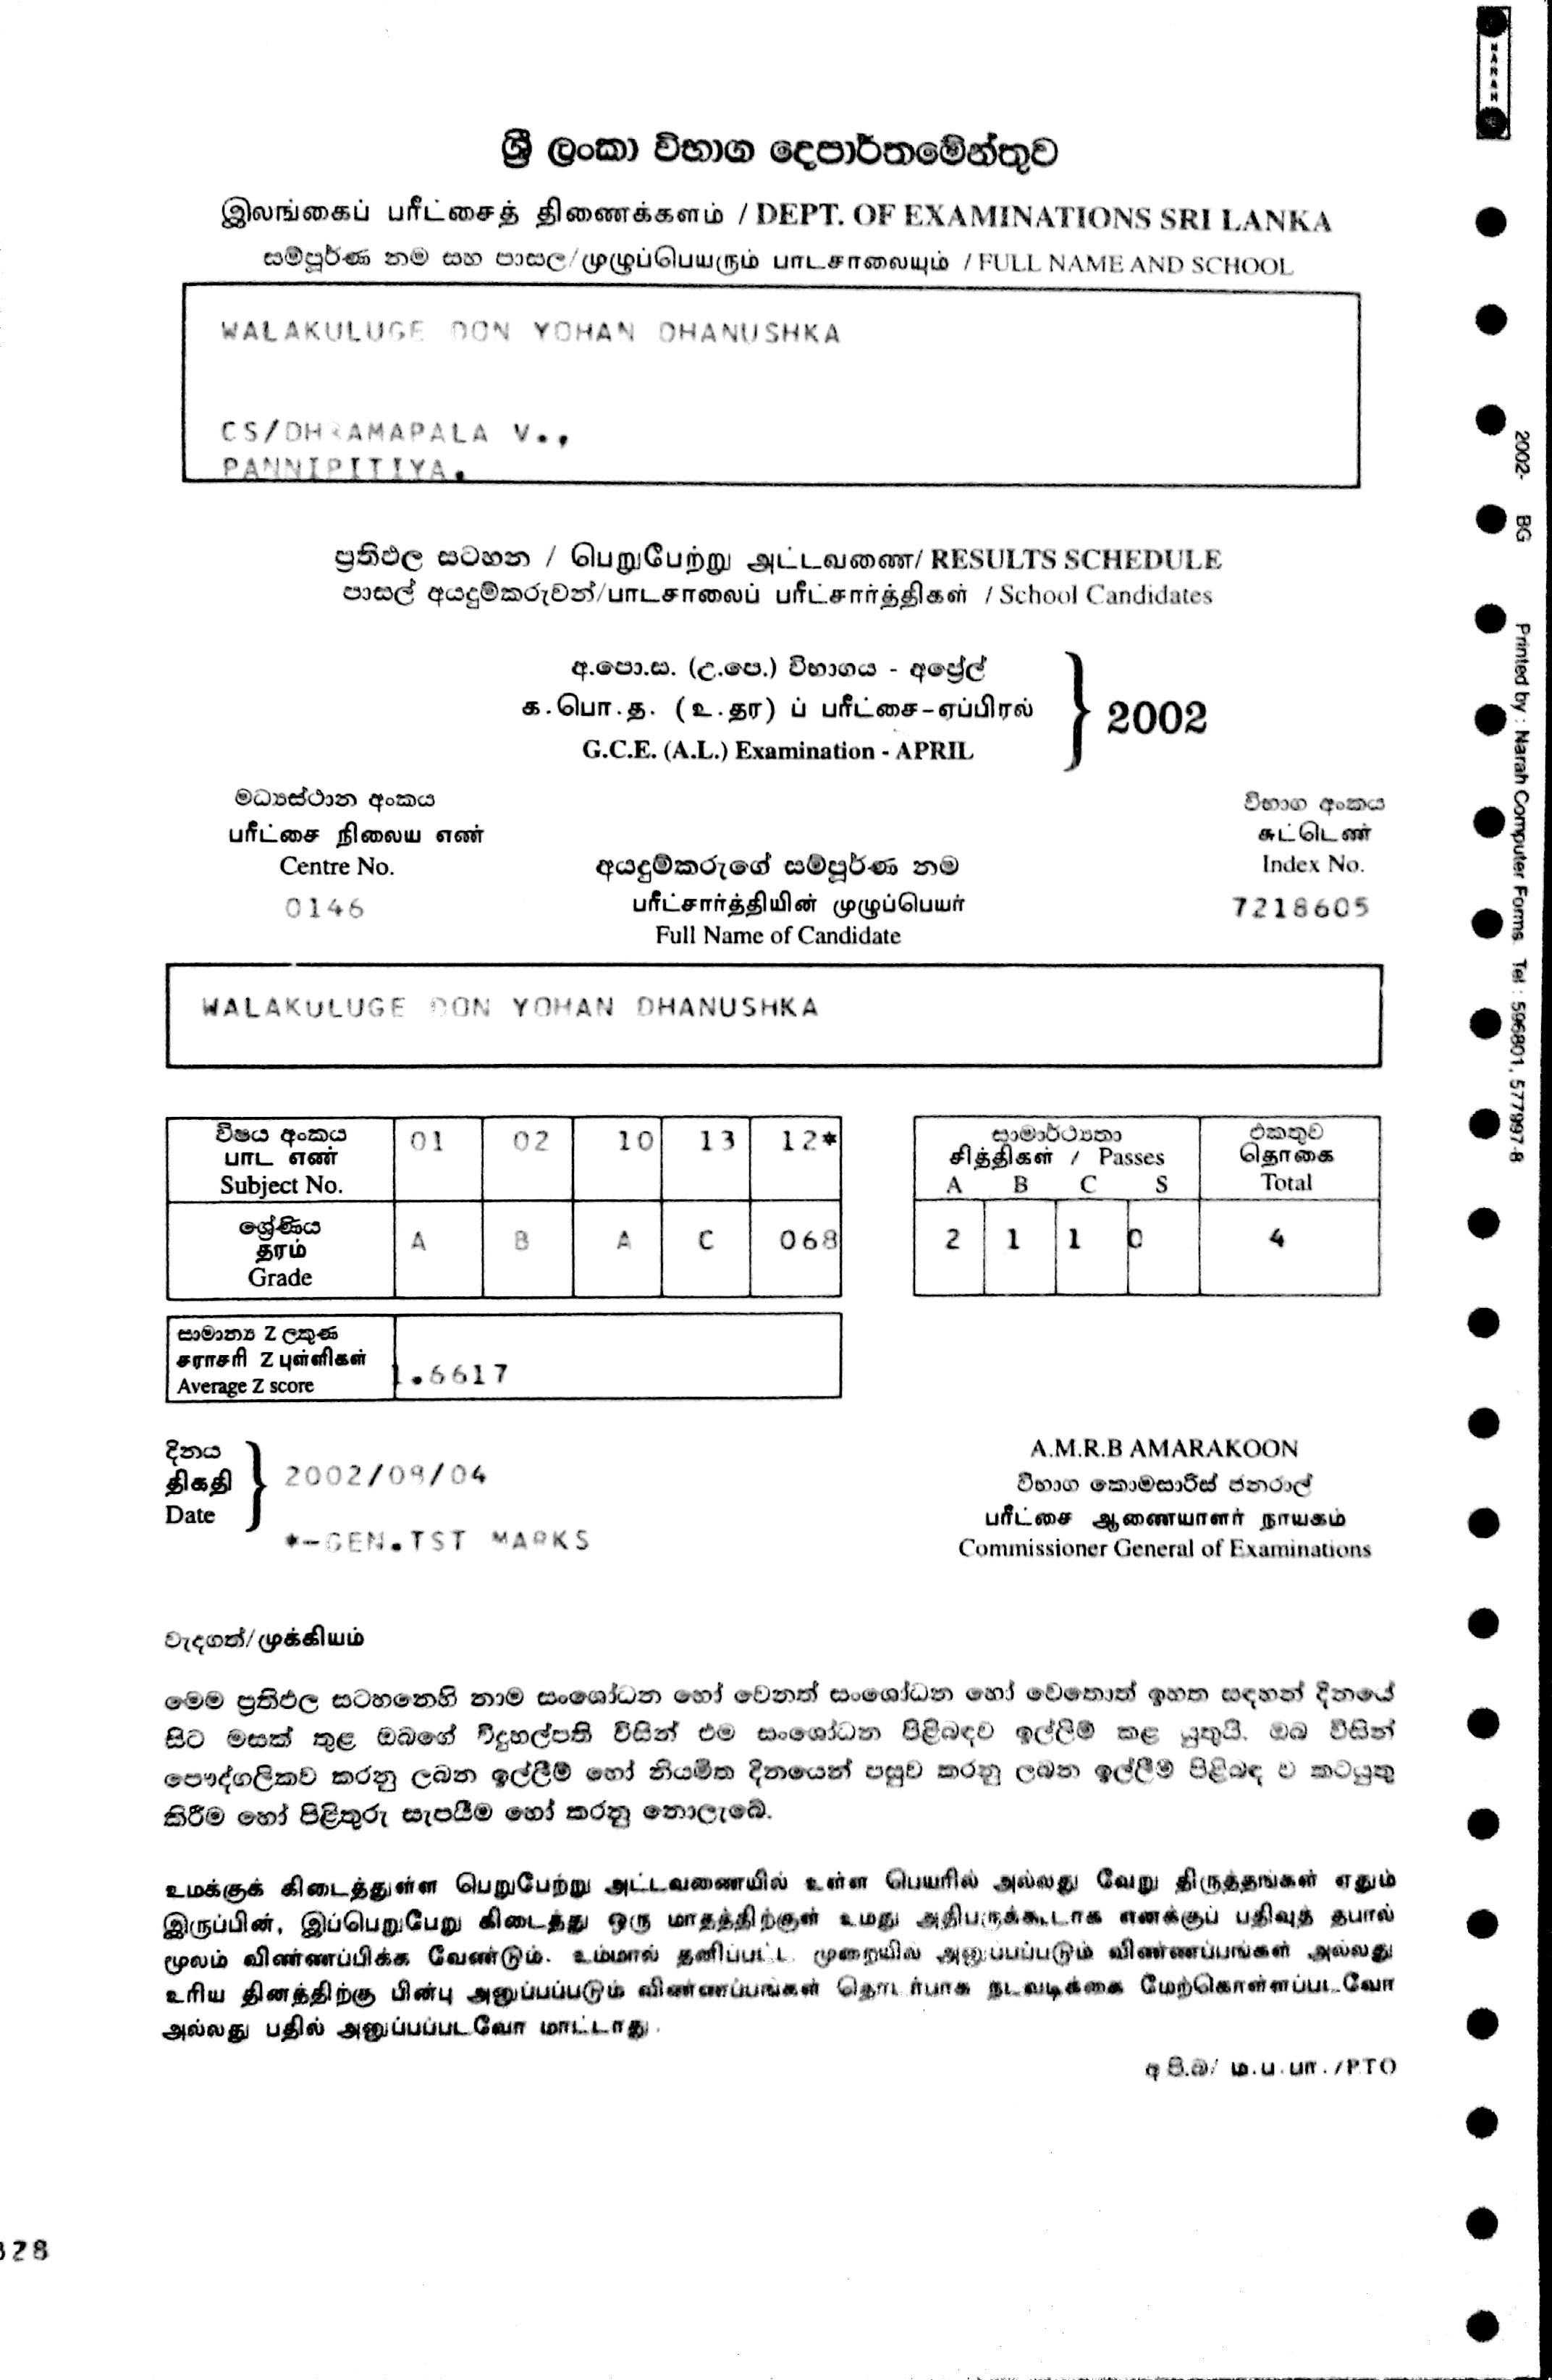 NARAH
ශ්‍රී ලංකා විභාග දෙපාර්තමේන්තුව
இலங்கைப் பரீட்சைத் திணைக்களம் / DEPT. OF EXAMINATIONS SRI LANKA
සම්පූර්ණ නම සහ පාසල/முழுப்பெயரும் பாடசாலையும் / FULL NAME AND SCHOOL
WALAKULUGE DON YOHAN DHANUSHKA
CS/DHRAMAPALA V.,
PANNIPITIYA.
ප්‍රතිඵල සටහන / பெறுபேற்று அட்டவணை/ RESULTS SCHEDULE
පාසල් අයදුම්කරුවන්/பாடசாலைப் பரீட்சார்த்திகள் / School Candidates
අ.පො.ස. (උ.පෙ.) විභාගය - අප්‍රේල්
க.பொ.த. (உ.தர) ப் பரீட்சை-ஏப்பிரல்
G.C.E. (A.L.) Examination - APRIL
2002
මධ්‍යස්ථාන අංකය
பரீட்சை நிலைய எண்
Centre No.
0146
අයදුම්කරුගේ සම්පූර්ණ නම
பரீட்சார்த்தியின் முழுப்பெயர்
Full Name of Candidate
විභාග අංකය
சுட்டெண்
Index No.
7218605
WALAKULUGE DON YOHAN DHANUSHKA
විෂය අංකය
பாட எண்
Subject No.
01 02 10 13 12*
ශ්‍රේණිය
தரம்
Grade
A B A C 068
සාමාර්ථ්‍යතා
சித்திகள் / Passes
A B C S
2 1 1 0
එකතුව
தொகை
Total
4
සාමාන්‍ය Z ලකුණ
சராசரி Z புள்ளிகள்
Average Z score
1.6617
දිනය
திகதி
Date
2002/09/04
*-GEN.TST MARKS
A.M.R.B AMARAKOON
විභාග කොමසාරිස් ජනරාල්
பரீட்சை ஆணையாளர் நாயகம்
Commissioner General of Examinations
වැදගත්/முக்கியம்
මෙම ප්‍රතිඵල සටහනෙහි නාම සංශෝධන හෝ වෙනත් සංශෝධන හෝ වෙතොත් ඉහත සඳහන් දිනයේ
සිට මසක් තුළ ඔබගේ විදුහල්පති විසින් එම සංශෝධන පිළිබඳව ඉල්ලීම් කළ යුතුයි. ඔබ විසින්
පෞද්ගලිකව කරනු ලබන ඉල්ලීම් හෝ නියමිත දිනයෙන් පසුව කරනු ලබන ඉල්ලීම් පිළිබඳ ව කටයුතු
කිරීම හෝ පිළිතුරු සැපයීම හෝ කරනු නොලැබේ.
உமக்குக் கிடைத்துள்ள பெறுபேற்று அட்டவணையில் உள்ள பெயரில் அல்லது வேறு திருத்தங்கள் ஏதும்
இருப்பின், இப்பெறுபேறு கிடைத்து ஒரு மாதத்திற்குள் உமது அதிபருக்கூடாக எனக்குப் பதிவுத் தபால்
மூலம் விண்ணப்பிக்க வேண்டும். உம்மால் தனிப்பட்ட முறையில் அனுப்பப்படும் விண்ணப்பங்கள் அல்லது
உரிய தினத்திற்கு பின்பு அனுப்பப்படும் விண்ணப்பங்கள் தொடர்பாக நடவடிக்கை மேற்கொள்ளப்படவோ
அல்லது பதில் அனுப்பப்படவோ மாட்டாது.
අ.පි.බ/ ம.ப.பா./PTO
28
2002- BG Printed by : Narah Computer Forms Tel : 596801, 577997-8